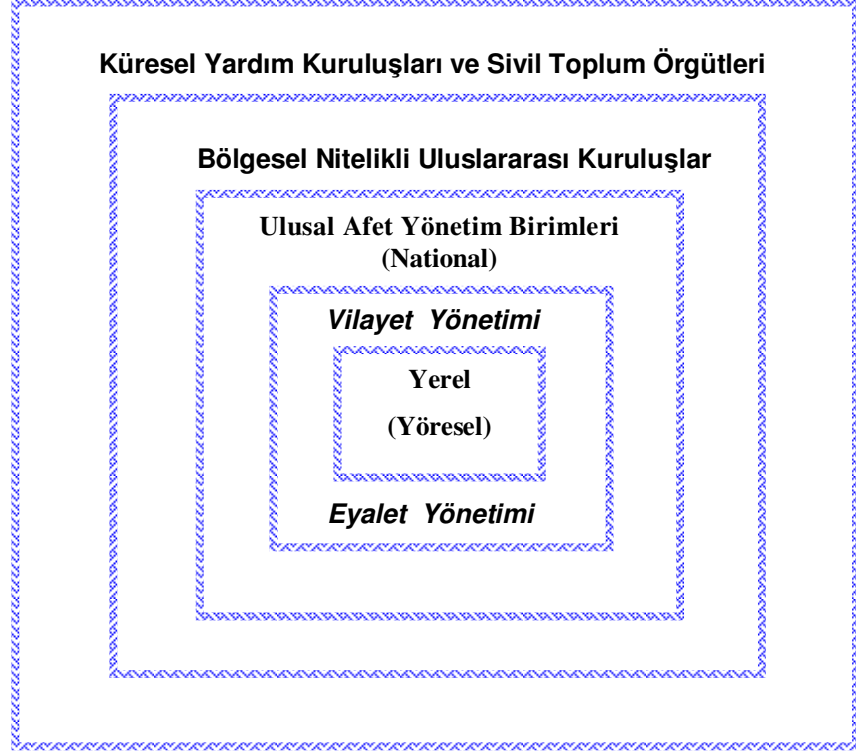 Küresel Yardım Kuruluşları ve Sivil Toplum Örgütleri
Bölgesel Nitelikli Uluslararası Kuruluşlar
Ulusal Afet Yönetim Birimleri
(National)
Vilayet Yönetimi
Yerel
(Yöresel)
Eyalet Yönetimi